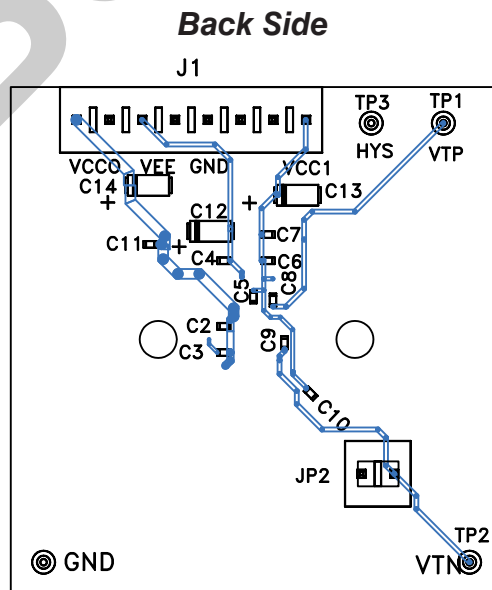 Back Side
J1
TP3 TP1
VCCO VEE GND VCC1 HYS VTP
C14 C13
C12
C11 C7
C4 C6
C5 C8
C2
C3 C9
C10
JP2
TP2
GND VTN